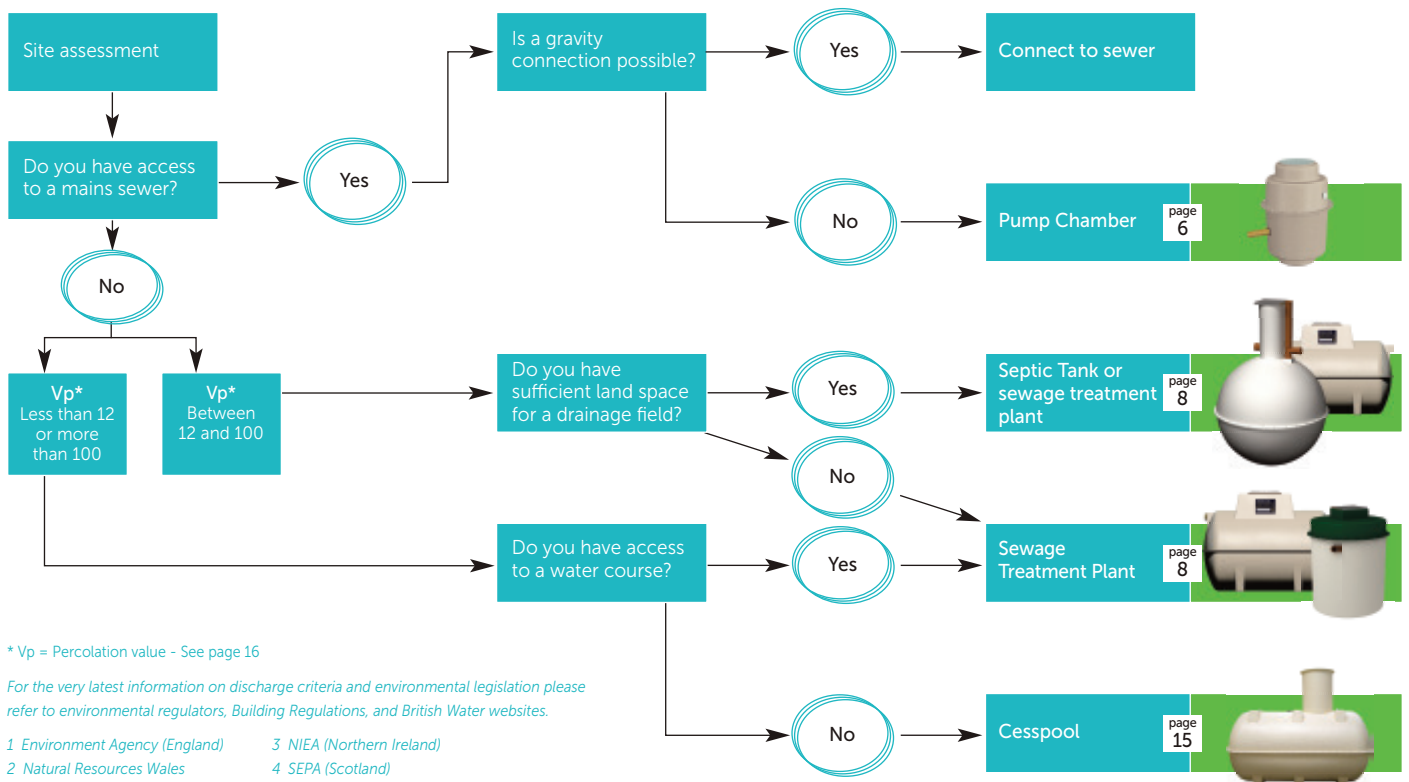 Site assessment
Is a gravity
connection possible?
Yes
Connect to sewer
Do you have access
to a mains sewer?
Yes
No
Pump Chamber
page
6
No
Vp*
Less than 12
or more
than 100
Vp*
Between
12 and 100
Do you have
sufficient land space
for a drainage field?
Yes
Septic Tank or
sewage treatment
plant
page
8
No
Do you have access
to a water course?
Yes
Sewage
Treatment Plant
page
8
No
Cesspool
page
15
* Vp = Percolation value - See page 16
For the very latest information on discharge criteria and environmental legislation please
refer to environmental regulators, Building Regulations, and British Water websites.
1 Environment Agency (England)
2 Natural Resources Wales
3 NIEA (Northern Ireland)
4 SEPA (Scotland)